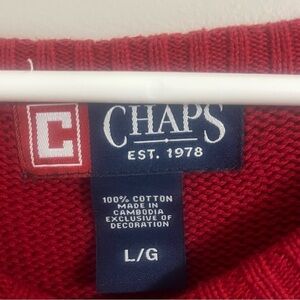 C
CHAPS
EST. 1978
100% COTTON
MADE IN
CAMBODIA
EXCLUSIVE OF
DECORATION
L/G